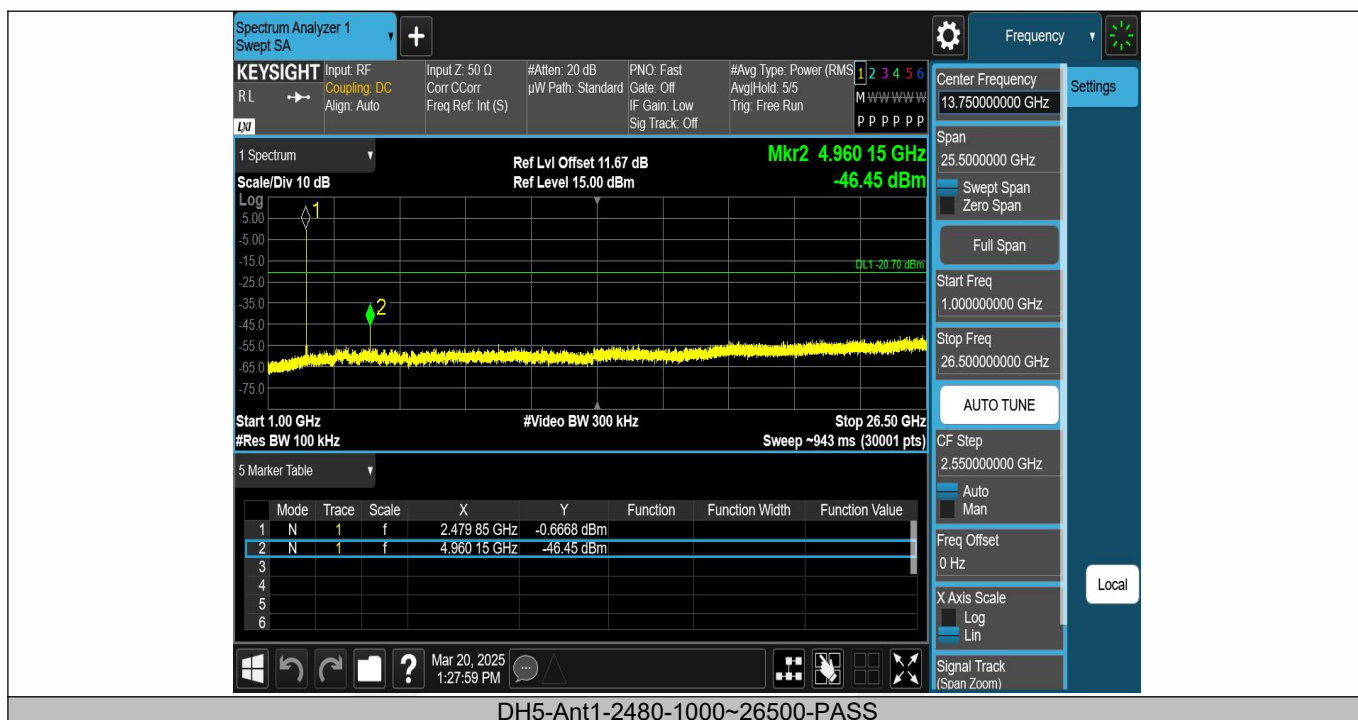 Spectrum Analyzer 1
Swept SA
+
Frequency
KEYSIGHT
RL
LXI
Input: RF
Coupling: DC
Align: Auto
Input Z: 50 Ω
Corr CCorr
Freq Ref: Int (S)
#Atten: 20 dB
µW Path: Standard
PNO: Fast
Gate: Off
IF Gain: Low
Sig Track: Off
#Avg Type: Power (RMS
Avg|Hold: 5/5
Trig: Free Run
1 2 3 4 5 6
M W W W W W
P P P P P P
1 Spectrum
Scale/Div 10 dB
Ref Lvl Offset 11.67 dB
Ref Level 15.00 dBm
Mkr2 4.960 15 GHz
-46.45 dBm
Log
5.00
-5.00
-15.0
-25.0
-35.0
-45.0
-55.0
-65.0
-75.0
1
2
DL1 -20.70 dBm
Start 1.00 GHz
#Res BW 100 kHz
#Video BW 300 kHz
Stop 26.50 GHz
Sweep ~943 ms (30001 pts)
5 Marker Table
Mode Trace Scale X Y Function Function Width Function Value
1 N 1 f 2.479 85 GHz -0.6668 dBm
2 N 1 f 4.960 15 GHz -46.45 dBm
3
4
5
6
?
Mar 20, 2025
1:27:59 PM
Center Frequency
13.750000000 GHz
Settings
Span
25.5000000 GHz
Swept Span
Zero Span
Full Span
Start Freq
1.000000000 GHz
Stop Freq
26.500000000 GHz
AUTO TUNE
CF Step
2.550000000 GHz
Auto
Man
Freq Offset
0 Hz
Local
X Axis Scale
Log
Lin
Signal Track
(Span Zoom)
DH5-Ant1-2480-1000~26500-PASS